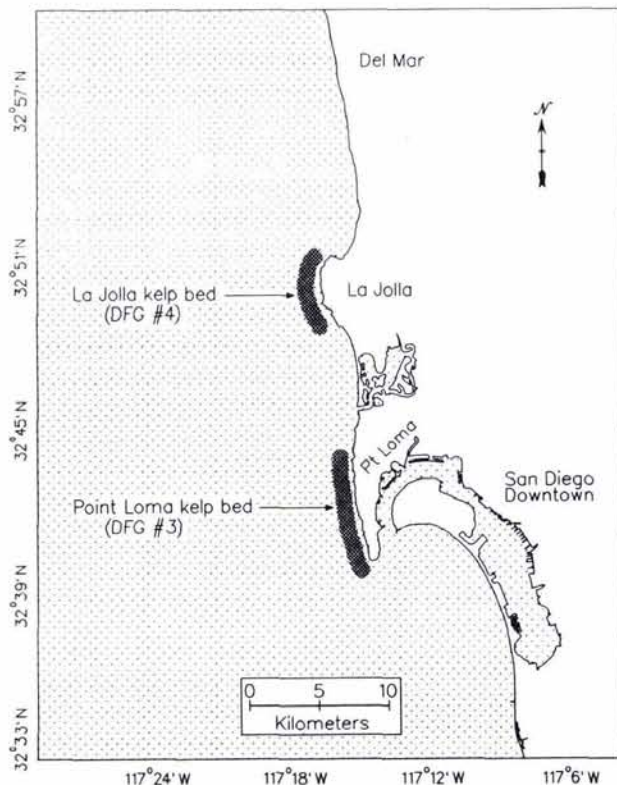 Del Mar
32°57' N
N
32°51' N
La Jolla kelp bed
(DFG #4)
La Jolla
32°45' N
Pt Loma
San Diego
Downtown
Point Loma kelp bed
(DFG #3)
32°39' N
0 5 10
Kilometers
32°33' N
117°24' W 117°18' W 117°12' W 117°6' W